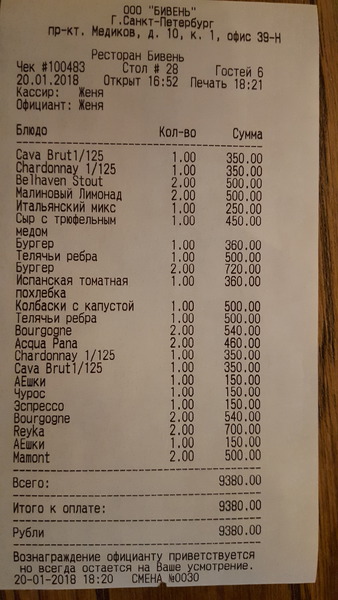 ООО "БИВЕНЬ"
Г.Санкт-Петербург
пр-кт. Медиков, д. 10, к. 1, офис 39-Н
Ресторан Бивень
Чек #100483 Стол # 28 Гостей 6
20.01.2018 Открыт 16:52 Печать 18:21
Кассир: Женя
Официант: Женя
Блюдо Кол-во Сумма
Cava Brut1/125 1.00 350.00
Chardonnay 1/125 1.00 350.00
Belhaven Stout 2.00 500.00
Малиновый Лимонад 2.00 500.00
Итальянский микс 1.00 250.00
Сыр с трюфельным 1.00 450.00
медом
Бургер 1.00 360.00
Телячьи ребра 1.00 500.00
Бургер 2.00 720.00
Испанская томатная 1.00 360.00
похлебка
Колбаски с капустой 1.00 500.00
Телячьи ребра 1.00 500.00
Bourgogne 2.00 540.00
Acqua Pana 2.00 460.00
Chardonnay 1/125 1.00 350.00
Cava Brut1/125 1.00 350.00
АЕшки 1.00 150.00
Чурос 1.00 150.00
Эспрессо 1.00 150.00
Bourgogne 2.00 540.00
Reyka 2.00 700.00
АЕшки 1.00 150.00
Mamont 2.00 500.00
Всего: 9380.00
Итого к оплате: 9380.00
Рубли 9380.00
Вознаграждение официанту приветствуется
но всегда остается на Ваше усмотрение.
20-01-2018 18:20 СМЕНА №0030